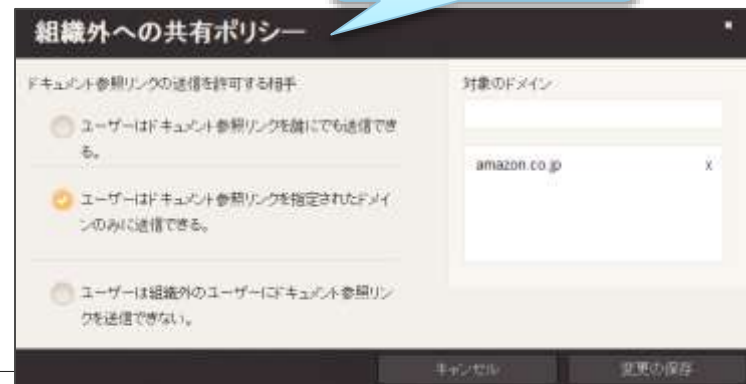 組織外への共有ポリシー
ドキュメント参照リンクの送信を許可する相手
ユーザーはドキュメント参照リンクを誰にでも送信でき
る。
ユーザーはドキュメント参照リンクを指定されたドメイ
ンのみに送信できる。
ユーザーは組織外のユーザーにドキュメント参照リン
クを送信できない。
対象のドメイン
amazon.co.jp x
キャンセル 変更の保存